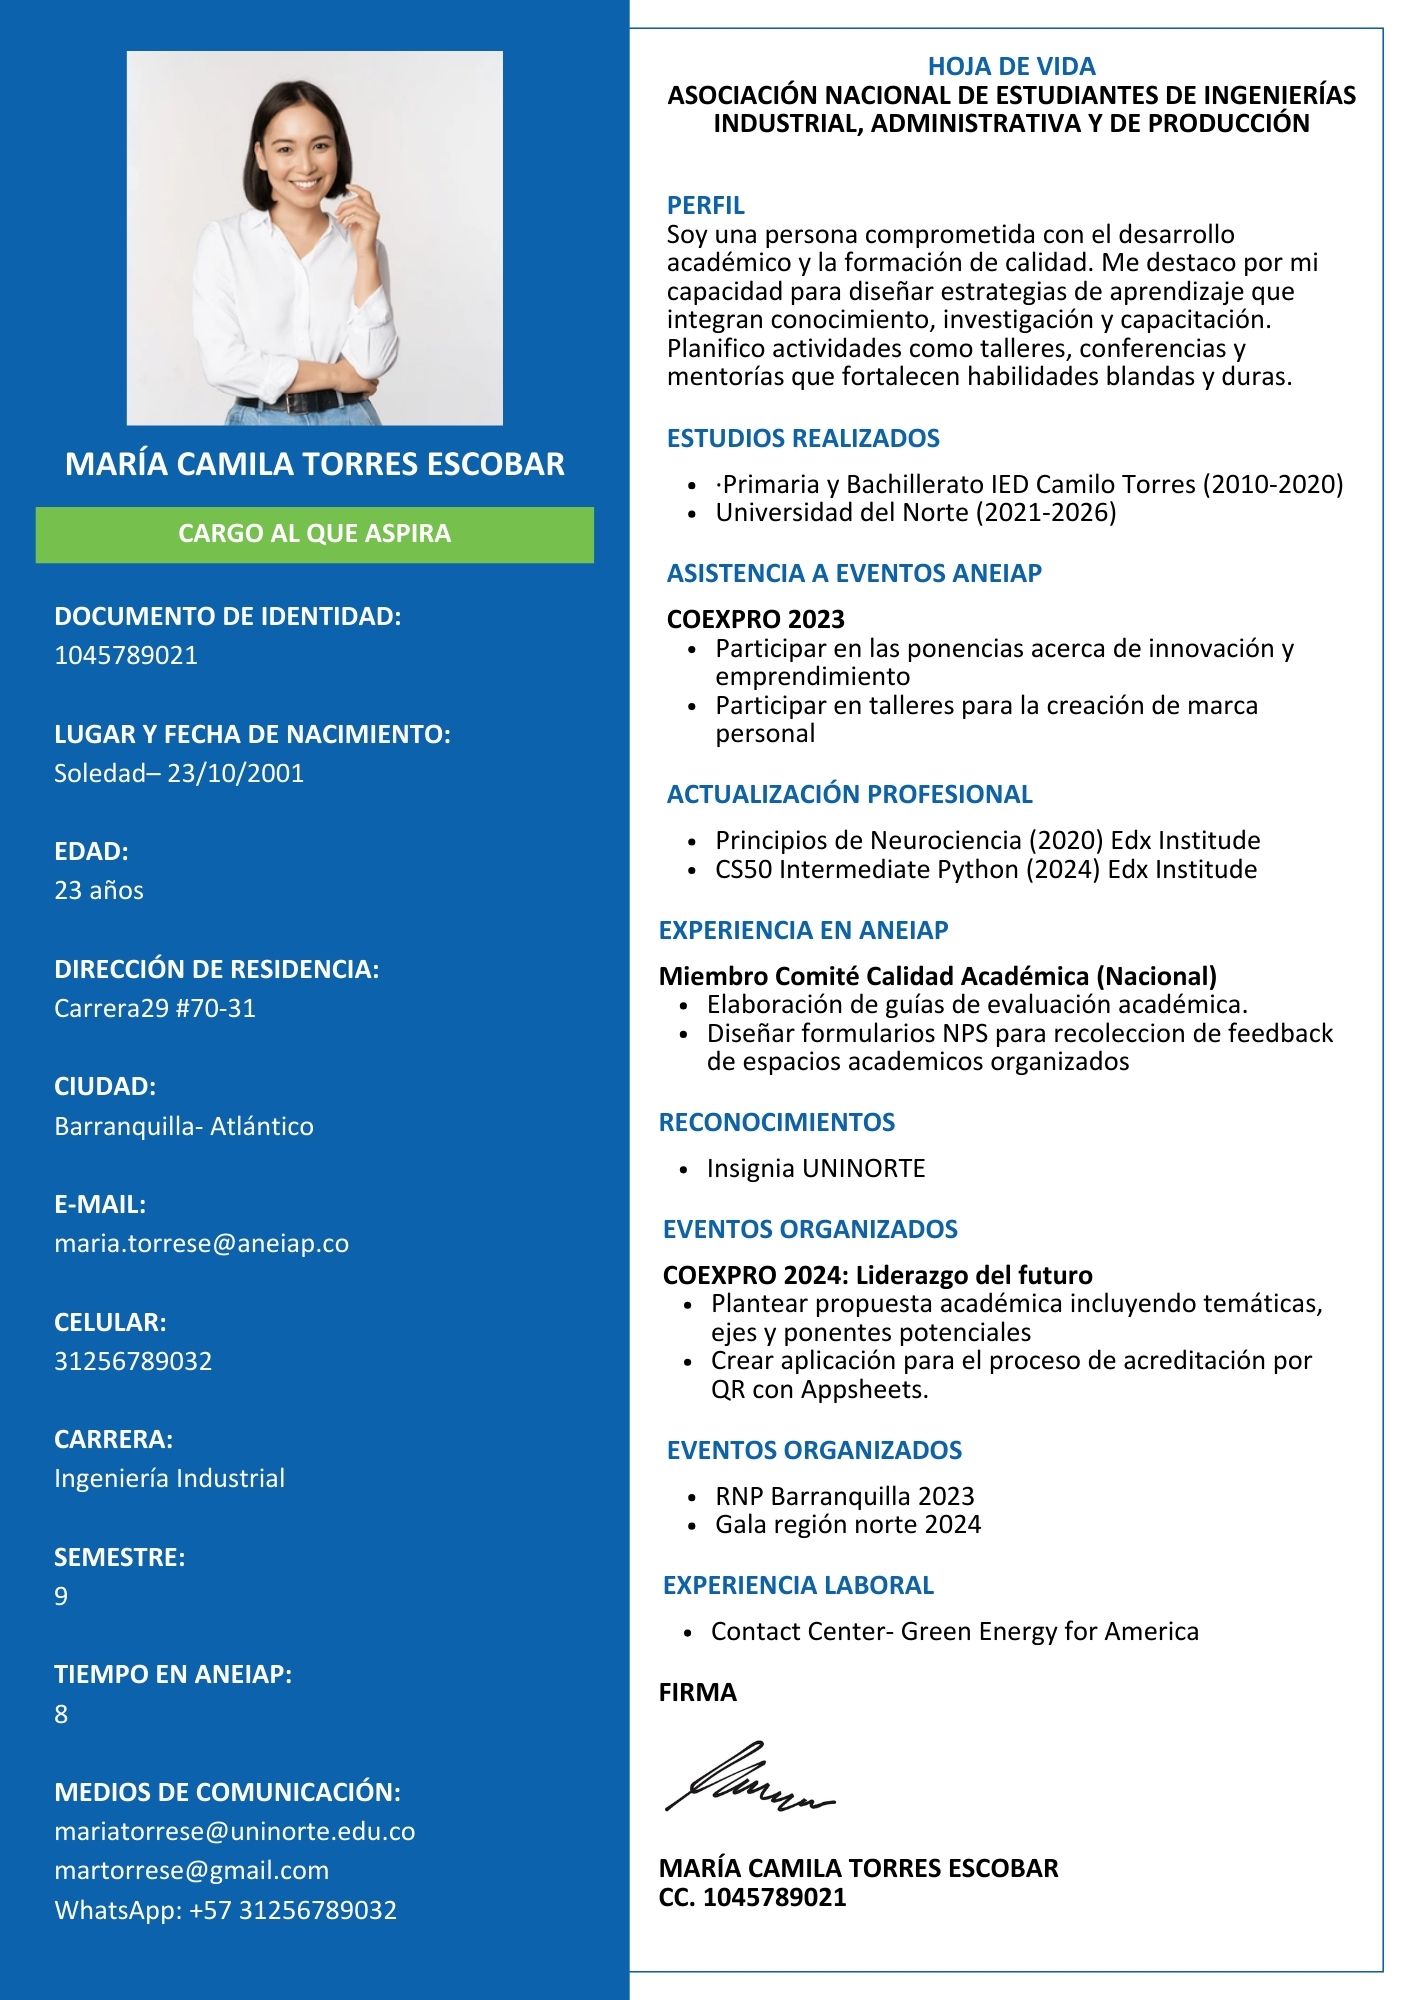 MARÍA CAMILA TORRES ESCOBAR
CARGO AL QUE ASPIRA
DOCUMENTO DE IDENTIDAD:
1045789021
LUGAR Y FECHA DE NACIMIENTO:
Soledad– 23/10/2001
EDAD:
23 años
DIRECCIÓN DE RESIDENCIA:
Carrera29 #70-31
CIUDAD:
Barranquilla- Atlántico
E-MAIL:
maria.torrese@aneiap.co
CELULAR:
31256789032
CARRERA:
Ingeniería Industrial
SEMESTRE:
9
TIEMPO EN ANEIAP:
8
MEDIOS DE COMUNICACIÓN:
mariatorrese@uninorte.edu.co
martorrese@gmail.com
WhatsApp: +57 31256789032
HOJA DE VIDA
ASOCIACIÓN NACIONAL DE ESTUDIANTES DE INGENIERÍAS
INDUSTRIAL, ADMINISTRATIVA Y DE PRODUCCIÓN
PERFIL
Soy una persona comprometida con el desarrollo
académico y la formación de calidad. Me destaco por mi
capacidad para diseñar estrategias de aprendizaje que
integran conocimiento, investigación y capacitación.
Planifico actividades como talleres, conferencias y
mentorías que fortalecen habilidades blandas y duras.
ESTUDIOS REALIZADOS
• ·Primaria y Bachillerato IED Camilo Torres (2010-2020)
• Universidad del Norte (2021-2026)
ASISTENCIA A EVENTOS ANEIAP
COEXPRO 2023
• Participar en las ponencias acerca de innovación y
emprendimiento
• Participar en talleres para la creación de marca
personal
ACTUALIZACIÓN PROFESIONAL
• Principios de Neurociencia (2020) Edx Institude
• CS50 Intermediate Python (2024) Edx Institude
EXPERIENCIA EN ANEIAP
Miembro Comité Calidad Académica (Nacional)
• Elaboración de guías de evaluación académica.
• Diseñar formularios NPS para recoleccion de feedback
de espacios academicos organizados
RECONOCIMIENTOS
• Insignia UNINORTE
EVENTOS ORGANIZADOS
COEXPRO 2024: Liderazgo del futuro
• Plantear propuesta académica incluyendo temáticas,
ejes y ponentes potenciales
• Crear aplicación para el proceso de acreditación por
QR con Appsheets.
EVENTOS ORGANIZADOS
• RNP Barranquilla 2023
• Gala región norte 2024
EXPERIENCIA LABORAL
• Contact Center- Green Energy for America
FIRMA
MARÍA CAMILA TORRES ESCOBAR
CC. 1045789021